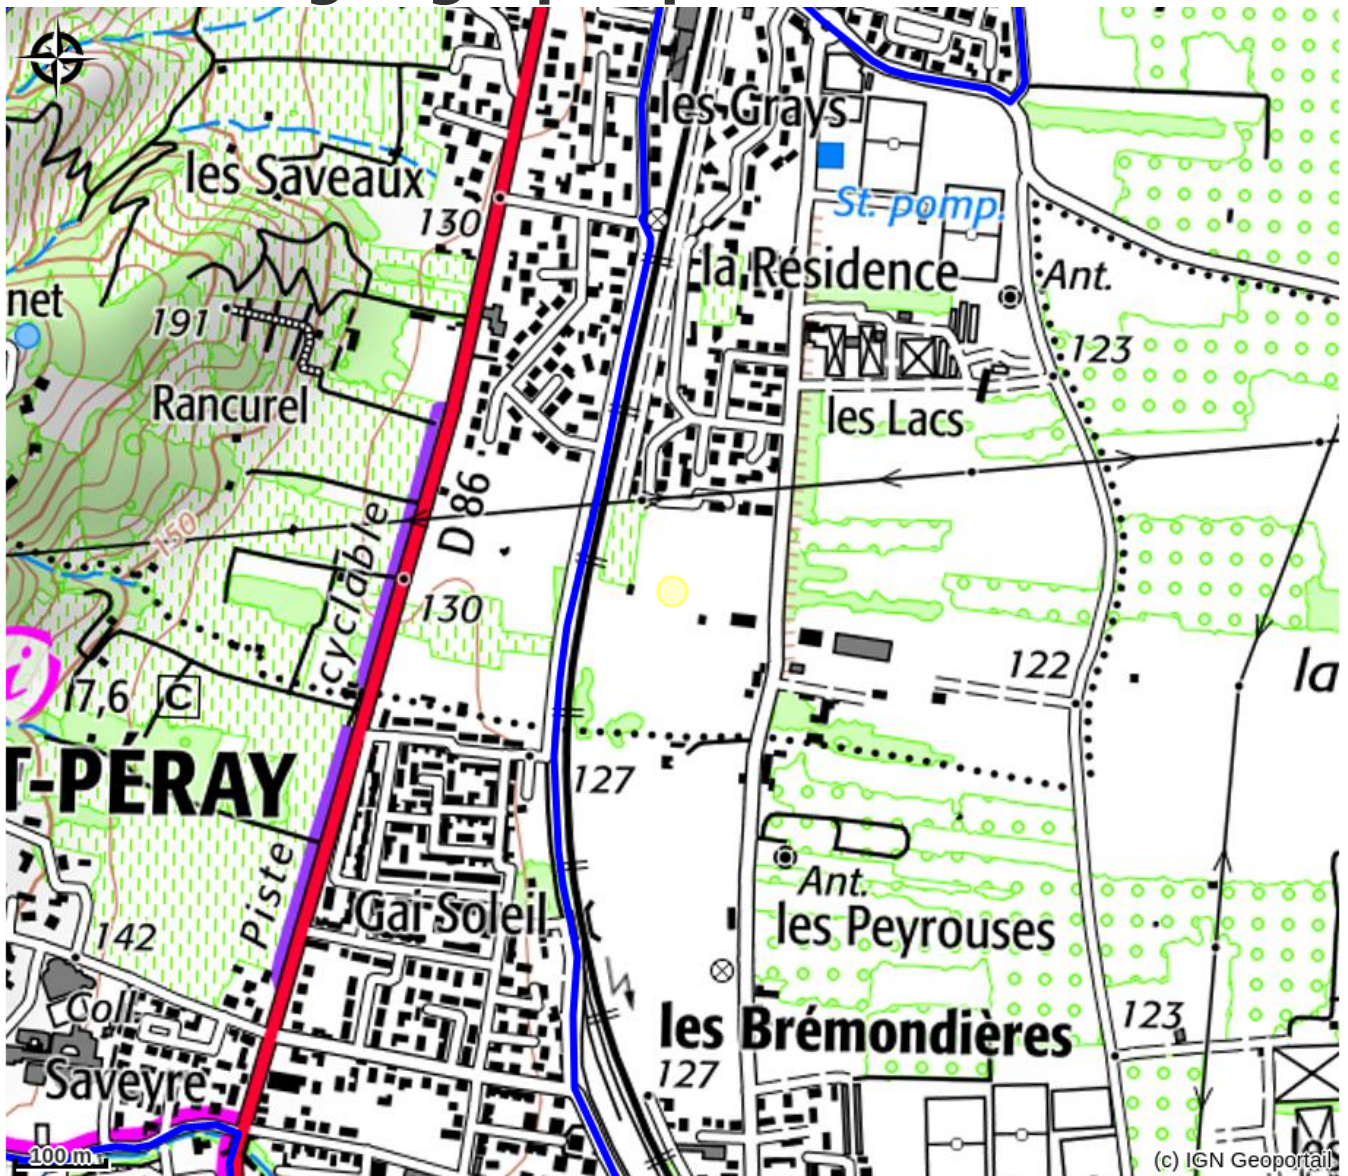 les Grays
les Saveaux
St. pomp.
130
la Résidence
Ant.
net
191
123
Rancurel
les Lacs
D 86
150
cyclable
130
122
la
17,6
C
T-PÉRAY
127
Piste
Ant.
Gai Soleil
les Peyrouses
142
Coll.
123
les Brémondières
Saveyre
127
les
100 m
(c) IGN Geoportail